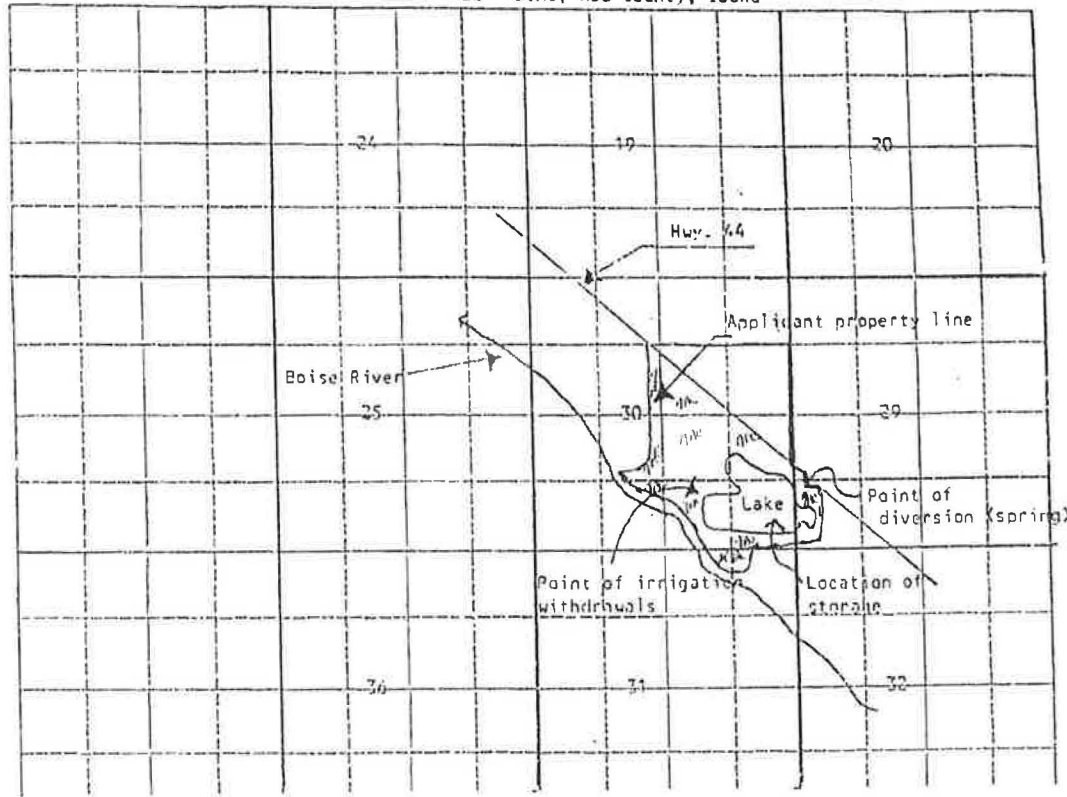 24 19 20
Hwy. 44
Applicant property line
Boise River
25 30 29
Lake
Point of
diversion (spring)
Point of irrigation
withdrawals
Location of
storage
36 31 32